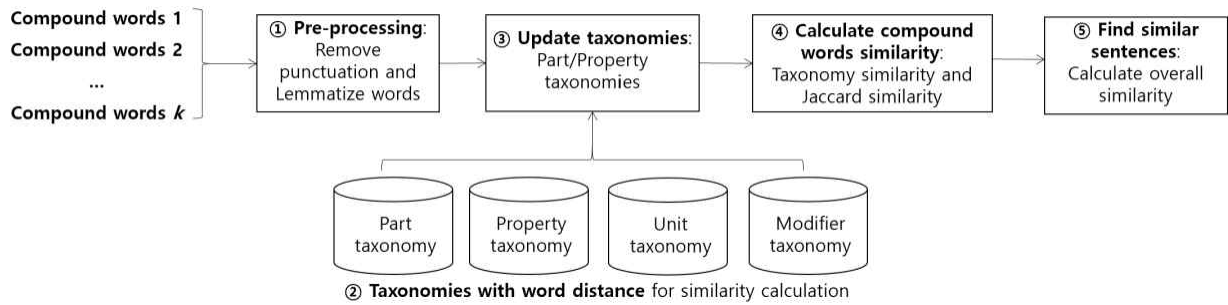 Compound words 1
Compound words 2
...
Compound words k
① Pre-processing:
Remove
punctuation and
Lemmatize words
③ Update taxonomies:
Part/Property
taxonomies
④ Calculate compound
words similarity:
Taxonomy similarity and
Jaccard similarity
⑤ Find similar
sentences:
Calculate overall
similarity
Part
taxonomy
Property
taxonomy
Unit
taxonomy
Modifier
taxonomy
② Taxonomies with word distance for similarity calculation